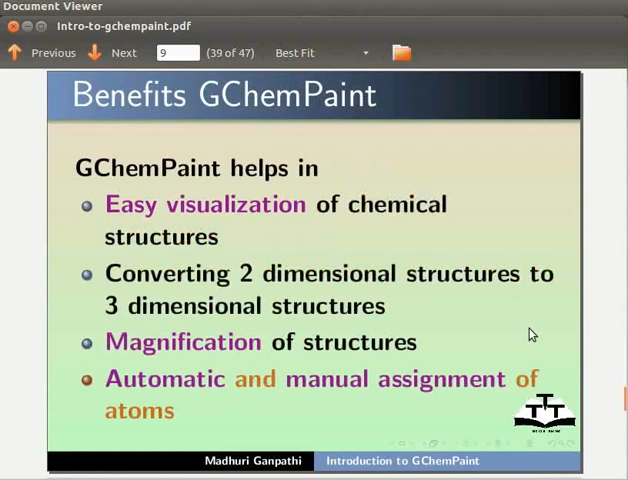 Document Viewer
Intro-to-gchempaint.pdf
Previous Next 9 (39 of 47) Best Fit
Benefits GChemPaint
GChemPaint helps in
Easy visualization of chemical
structures
Converting 2 dimensional structures to
3 dimensional structures
Magnification of structures
Automatic and manual assignment of
atoms
TTT
Madhuri Ganpathi Introduction to GChemPaint